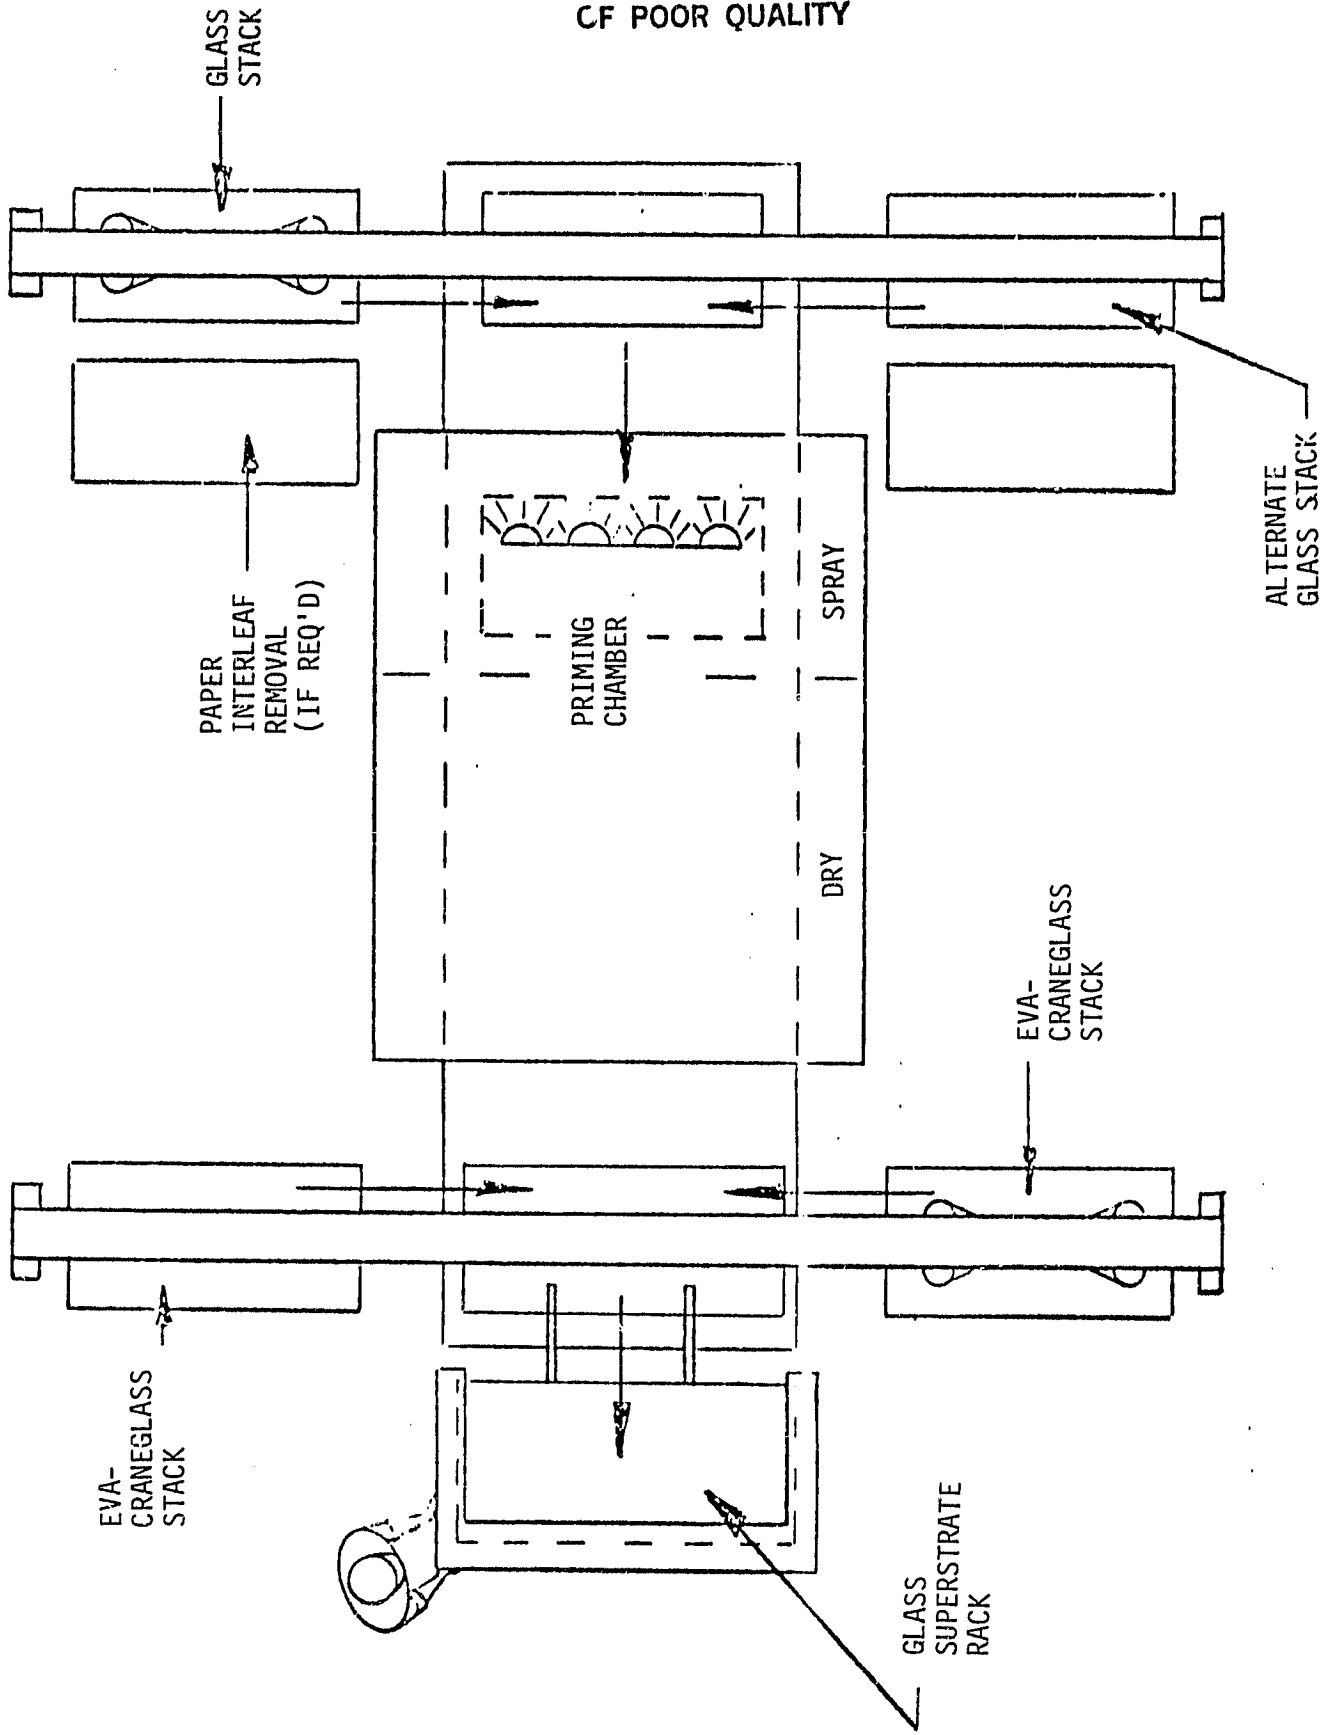 CF POOR QUALITY
GLASS
STACK
PAPER
INTERLEAF
REMOVAL
(IF REQ'D)
PRIMING
CHAMBER
SPRAY
DRY
ALTERNATE
GLASS STACK
EVA-
CRANEGLASS
STACK
EVA-
CRANEGLASS
STACK
GLASS
SUPERSTRATE
RACK